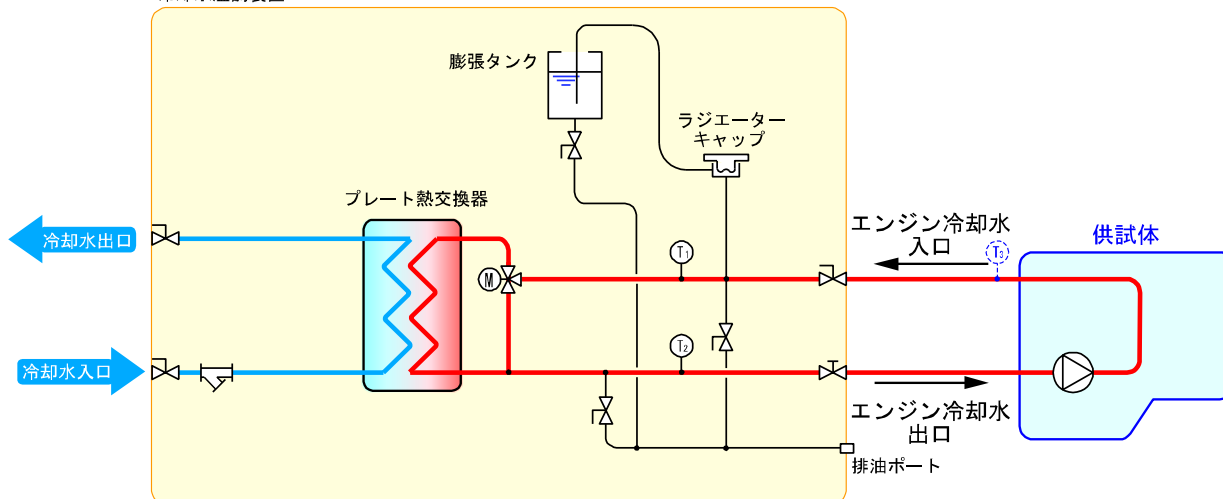 膨張タンク
ラジエーター
キャップ
プレート熱交換器
エンジン冷却水
入口
供試体
冷却水出口
T1
T3
M
T2
冷却水入口
エンジン冷却水
出口
排油ポート